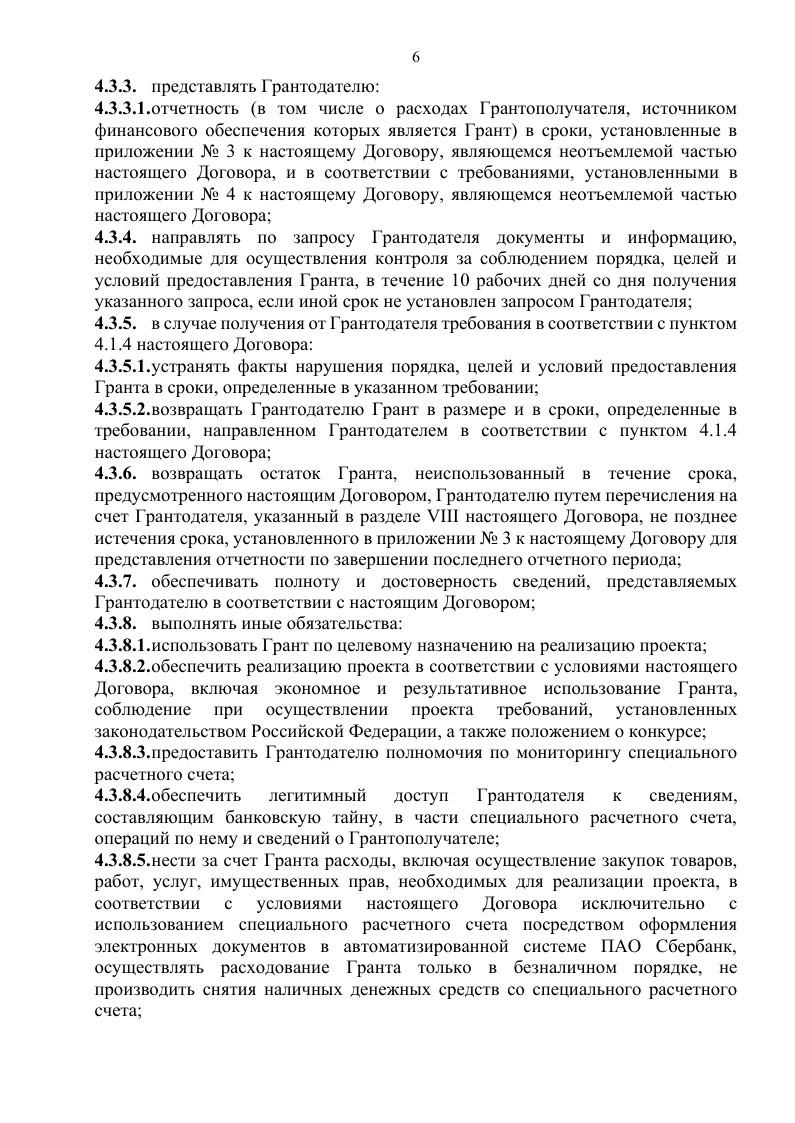 6
4.3.3. представлять Грантодателю:
4.3.3.1.отчетность (в том числе о расходах Грантополучателя, источником
финансового обеспечения которых является Грант) в сроки, установленные в
приложении № 3 к настоящему Договору, являющемся неотъемлемой частью
настоящего Договора, и в соответствии с требованиями, установленными в
приложении № 4 к настоящему Договору, являющемся неотъемлемой частью
настоящего Договора;
4.3.4. направлять по запросу Грантодателя документы и информацию,
необходимые для осуществления контроля за соблюдением порядка, целей и
условий предоставления Гранта, в течение 10 рабочих дней со дня получения
указанного запроса, если иной срок не установлен запросом Грантодателя;
4.3.5. в случае получения от Грантодателя требования в соответствии с пунктом
4.1.4 настоящего Договора:
4.3.5.1.устранять факты нарушения порядка, целей и условий предоставления
Гранта в сроки, определенные в указанном требовании;
4.3.5.2.возвращать Грантодателю Грант в размере и в сроки, определенные в
требовании, направленном Грантодателем в соответствии с пунктом 4.1.4
настоящего Договора;
4.3.6. возвращать остаток Гранта, неиспользованный в течение срока,
предусмотренного настоящим Договором, Грантодателю путем перечисления на
счет Грантодателя, указанный в разделе VIII настоящего Договора, не позднее
истечения срока, установленного в приложении № 3 к настоящему Договору для
представления отчетности по завершении последнего отчетного периода;
4.3.7. обеспечивать полноту и достоверность сведений, представляемых
Грантодателю в соответствии с настоящим Договором;
4.3.8. выполнять иные обязательства:
4.3.8.1.использовать Грант по целевому назначению на реализацию проекта;
4.3.8.2.обеспечить реализацию проекта в соответствии с условиями настоящего
Договора, включая экономное и результативное использование Гранта,
соблюдение при осуществлении проекта требований, установленных
законодательством Российской Федерации, а также положением о конкурсе;
4.3.8.3.предоставить Грантодателю полномочия по мониторингу специального
расчетного счета;
4.3.8.4.обеспечить легитимный доступ Грантодателя к сведениям,
составляющим банковскую тайну, в части специального расчетного счета,
операций по нему и сведений о Грантополучателе;
4.3.8.5.нести за счет Гранта расходы, включая осуществление закупок товаров,
работ, услуг, имущественных прав, необходимых для реализации проекта, в
соответствии с условиями настоящего Договора исключительно с
использованием специального расчетного счета посредством оформления
электронных документов в автоматизированной системе ПАО Сбербанк,
осуществлять расходование Гранта только в безналичном порядке, не
производить снятия наличных денежных средств со специального расчетного
счета;